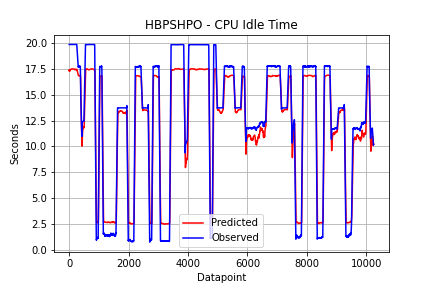 HBPSHPO - CPU Idle Time
20.0
17.5
15.0
12.5
10.0
7.5
5.0
2.5
0.0
Seconds
Predicted
Observed
0 2000 4000 6000 8000 10000
Datapoint